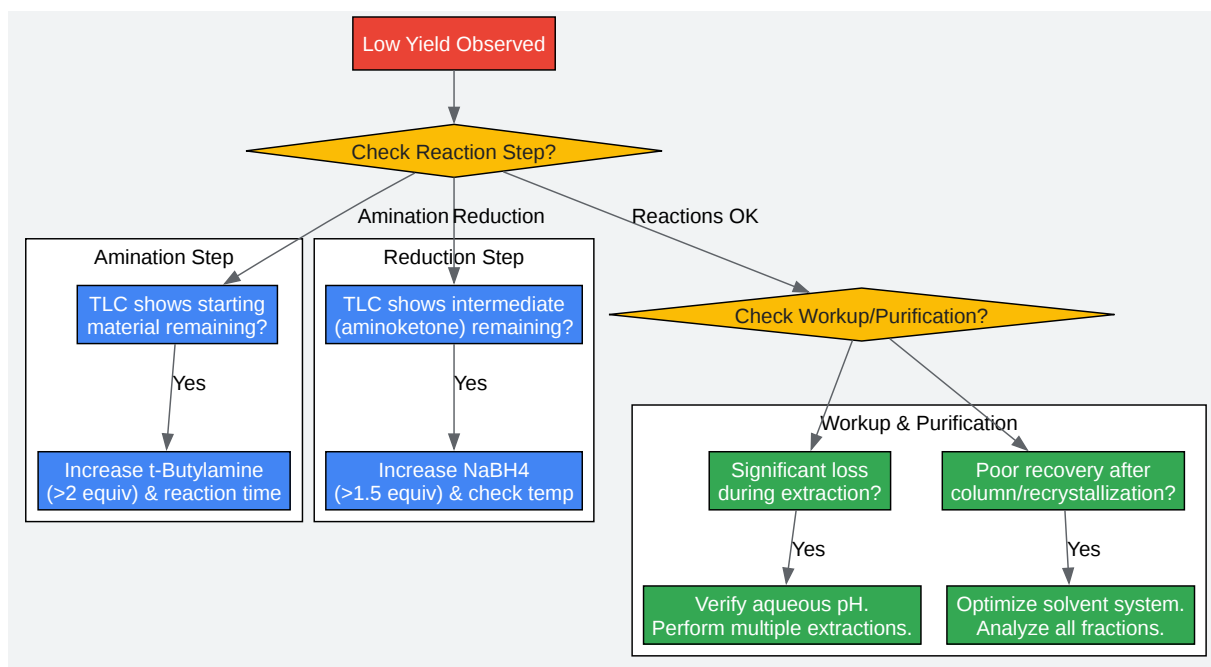 Low Yield Observed
Check Reaction Step?
Amination
Reduction
Reactions OK
Amination Step
TLC shows starting
material remaining?
Yes
Increase t-Butylamine
(>2 equiv) & reaction time
Reduction Step
TLC shows intermediate
(aminoketone) remaining?
Yes
Increase NaBH4
(>1.5 equiv) & check temp
Check Workup/Purification?
Workup & Purification
Significant loss
during extraction?
Yes
Verify aqueous pH.
Perform multiple extractions.
Poor recovery after
column/recrystallization?
Yes
Optimize solvent system.
Analyze all fractions.